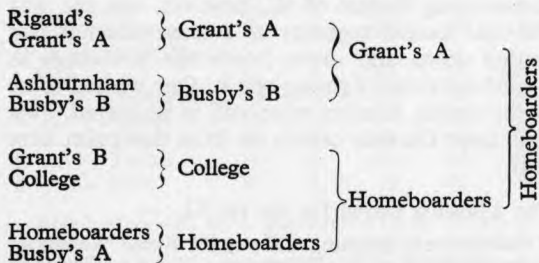 Rigaud's
Grant's A
Grant's A
Grant's A
Ashburnham
Busby's B
Busby's B
Grant's B
College
College
Homeboarders
Homeboarders
Busby's A
Homeboarders
Homeboarders